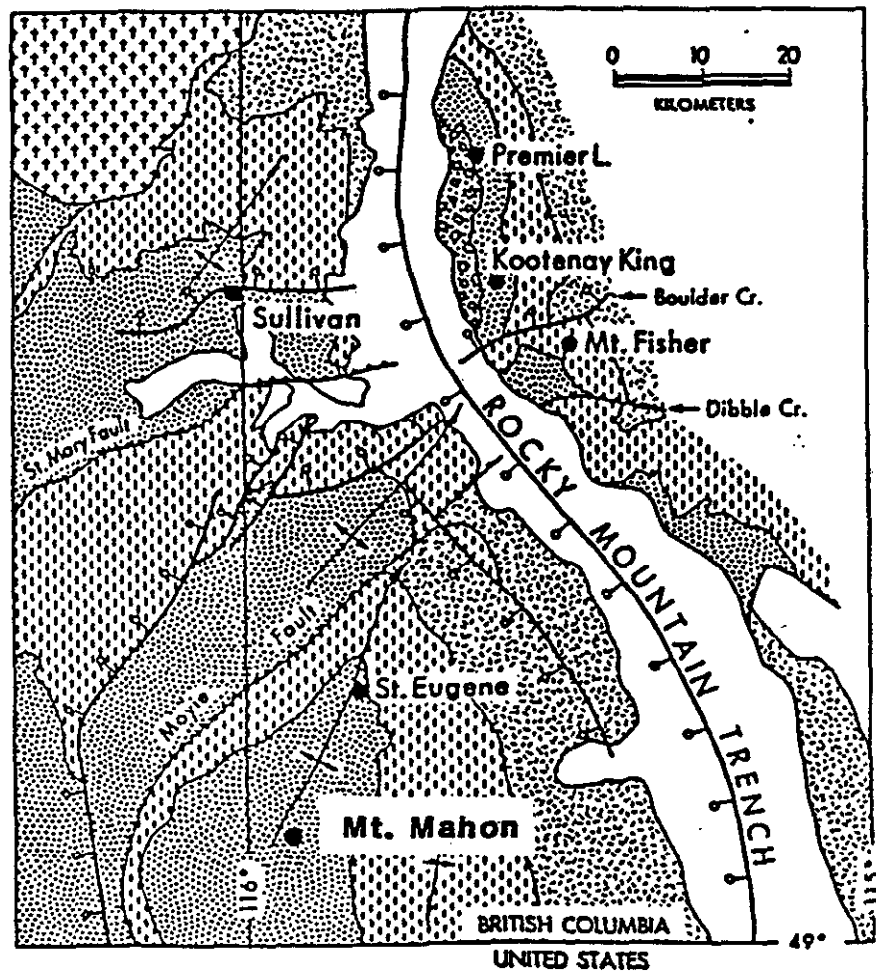 0 10 20
KILOMETERS
Premier L.
Kootenay King
Boulder Cr.
Sullivan
Mt. Fisher
Dibble Cr.
St. Mary Fault
ROCKY MOUNTAIN TRENCH
Moyie Fault
St. Eugene
Mt. Mahon
116°
115°
BRITISH COLUMBIA
49°
UNITED STATES